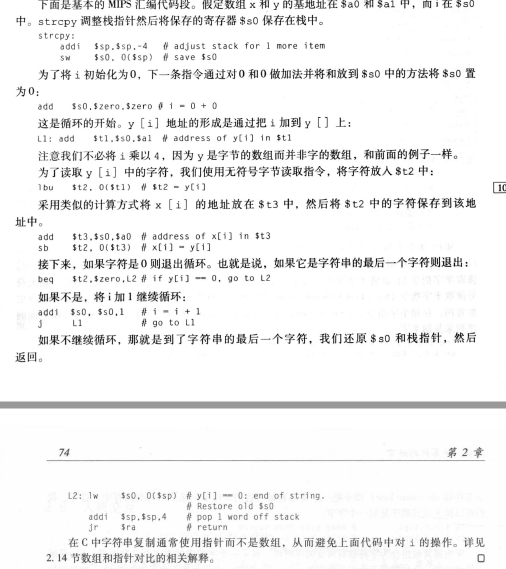 下面是基本的 MIPS 汇编代码段。假定数组 x 和 y 的基地址在 $a0 和 $a1 中，而 i 在 $s0
中。strcpy 调整栈指针然后将保存的寄存器 $s0 保存在栈中。
strcpy:
addi $sp,$sp,-4 # adjust stack for 1 more item
sw $s0, 0($sp) # save $s0
为了将 i 初始化为0，下一条指令通过对 0 和 0 做加法并将和放到 $s0 中的方法将 $s0 置
为 0：
add $s0,$zero,$zero # i = 0 + 0
这是循环的开始。y [i] 地址的形成是通过把 i 加到 y [] 上：
L1: add $t1,$s0,$a1 # address of y[i] in $t1
注意我们不必将 i 乘以 4，因为 y 是字节的数组而并非字的数组，和前面的例子一样。
为了读取 y [i] 中的字符，我们使用无符号字节读取指令，将字符放入 $t2 中：
lbu $t2, 0($t1) # $t2 = y[i]
10
采用类似的计算方式将 x [i] 的地址放在 $t3 中，然后将 $t2 中的字符保存到该地
址中。
add $t3,$s0,$a0 # address of x[i] in $t3
sb $t2, 0($t3) # x[i] = y[i]
接下来，如果字符是 0 则退出循环。也就是说，如果它是字符串的最后一个字符则退出：
beq $t2,$zero,L2 # if y[i] == 0, go to L2
如果不是，将 i 加 1 继续循环：
addi $s0, $s0,1 # i = i + 1
j L1 # go to L1
如果不继续循环，那就是到了字符串的最后一个字符，我们还原 $s0 和栈指针，然后
返回。
74 第 2 章
L2: lw $s0, 0($sp) # y[i] == 0: end of string.
# Restore old $s0
addi $sp,$sp,4 # pop 1 word off stack
jr $ra # return
在 C 中字符串复制通常使用指针而不是数组，从而避免上面代码中对 i 的操作。详见
2.14 节数组和指针对比的相关解释。